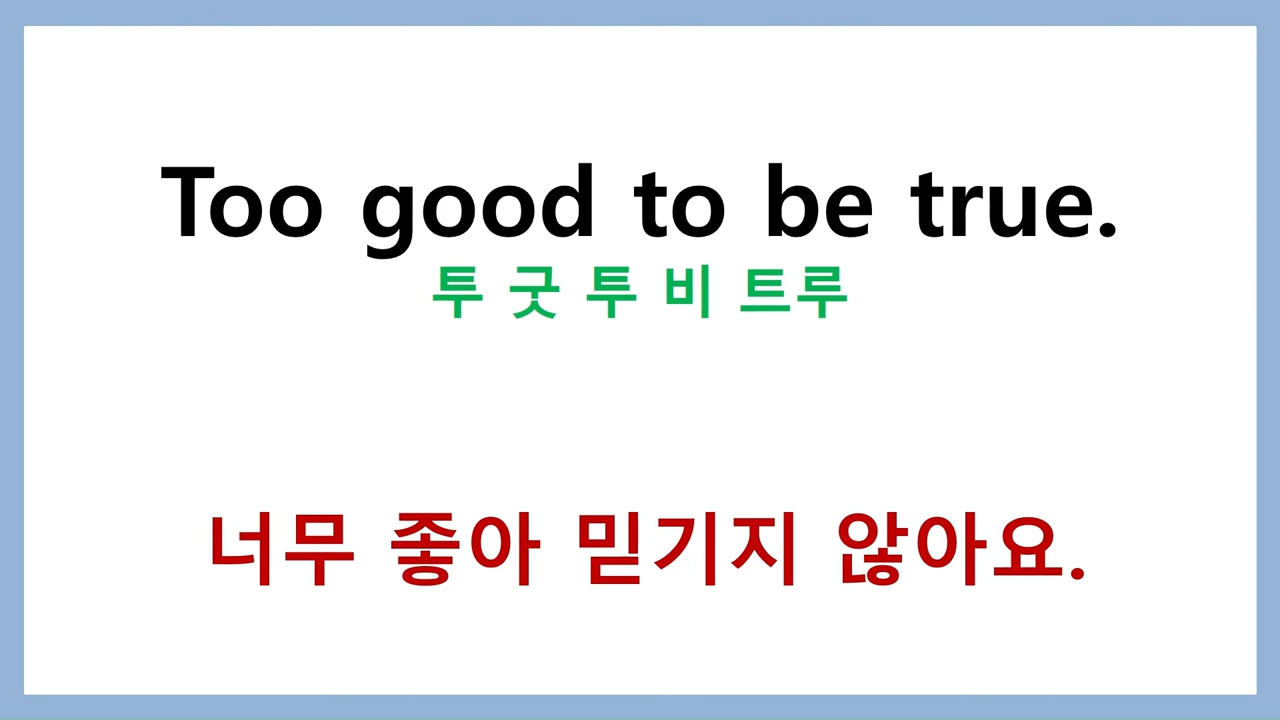 Too good to be true.
투 굿 투 비 트루
너무 좋아 믿기지 않아요.